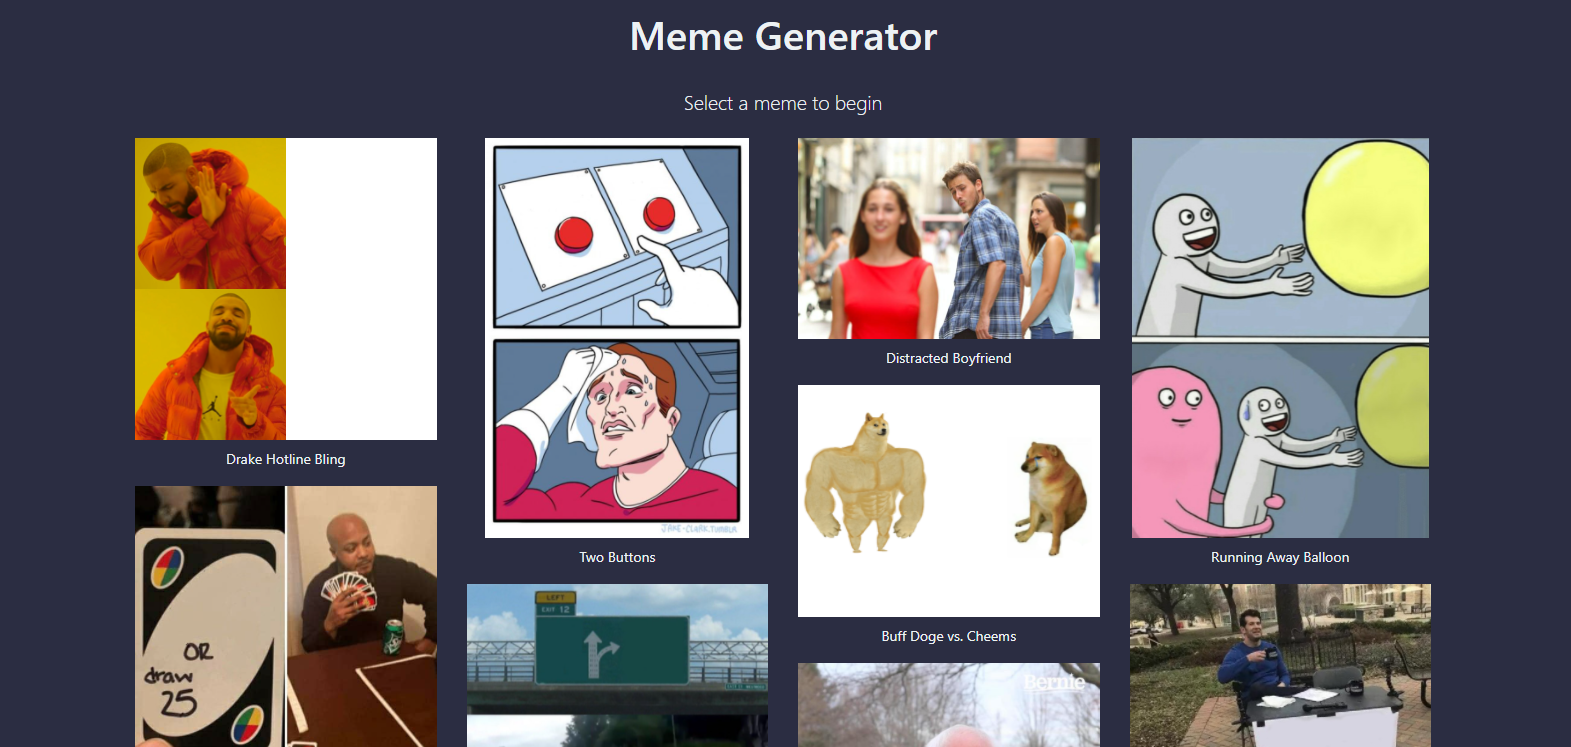 Meme Generator
Select a meme to begin
Drake Hotline Bling
JAKE-CLARK.TUMBLR
Two Buttons
Distracted Boyfriend
Buff Doge vs. Cheems
Running Away Balloon
OR
draw
25
LEFT
EXIT 12
Bernie